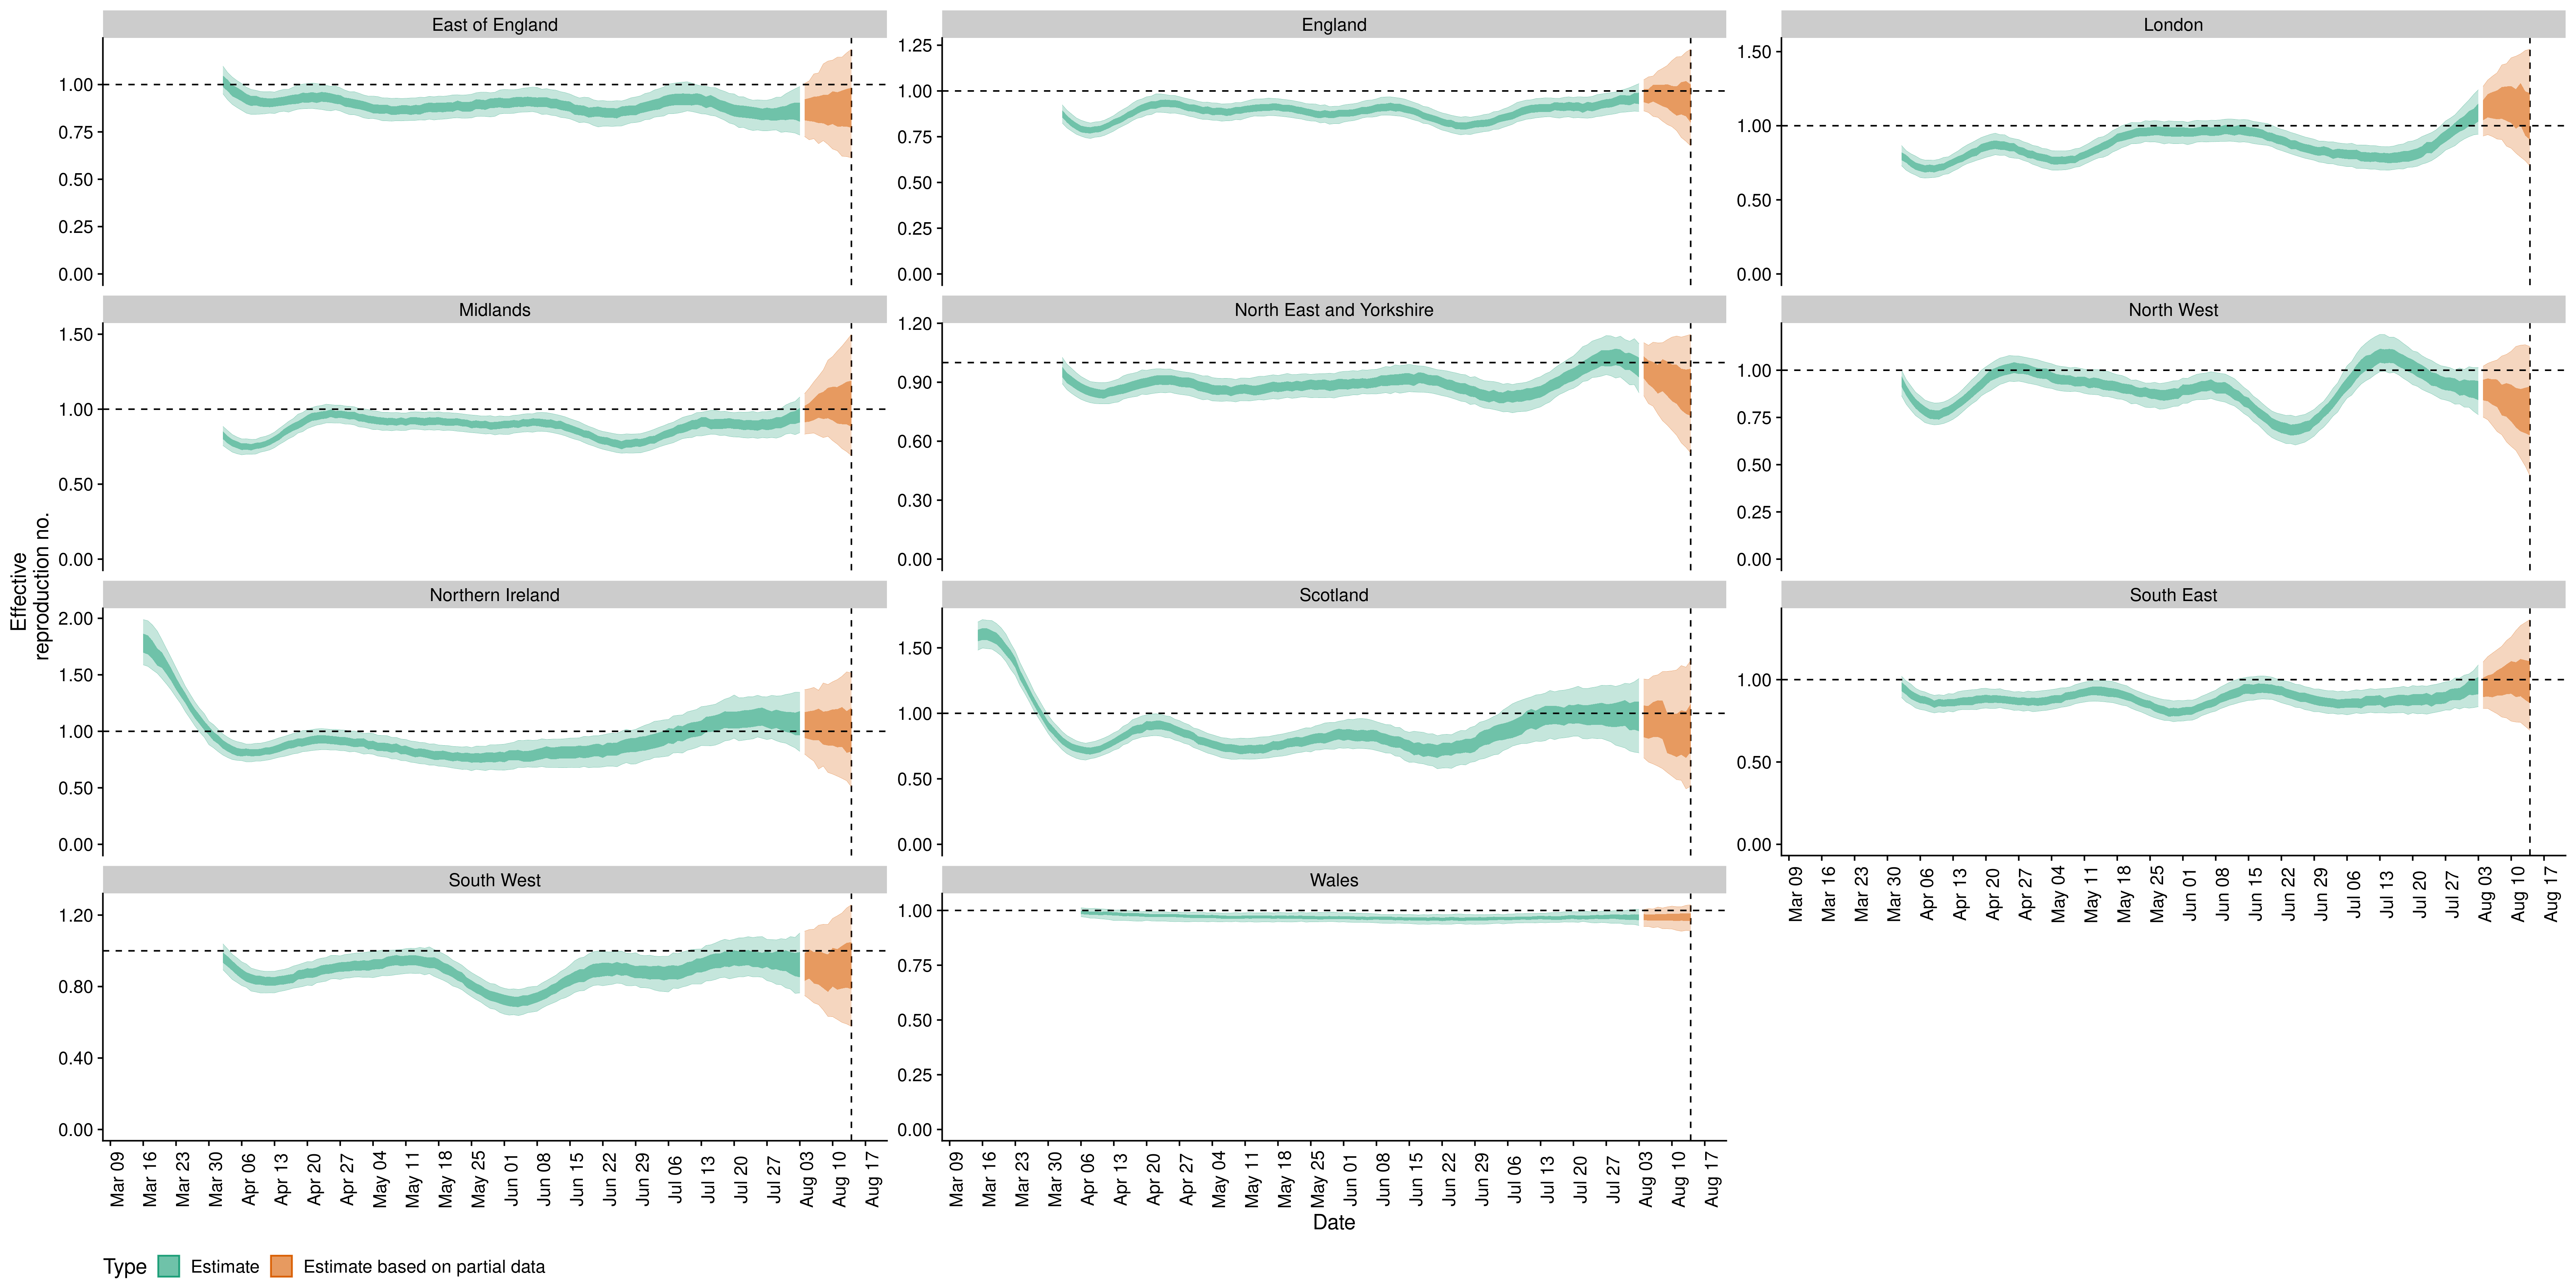 East of England
England
London
1.00
0.75
0.50
0.25
0.00
1.25
1.00
0.75
0.50
0.25
0.00
1.50
1.00
0.50
0.00
Midlands
North East and Yorkshire
North West
1.50
1.00
0.50
0.00
1.20
0.90
0.60
0.30
0.00
1.00
0.75
0.50
0.25
0.00
Effective
reproduction no.
Northern Ireland
Scotland
South East
2.00
1.50
1.00
0.50
0.00
1.50
1.00
0.50
0.00
1.00
0.50
0.00
Mar 09
Mar 16
Mar 23
Mar 30
Apr 06
Apr 13
Apr 20
Apr 27
May 04
May 11
May 18
May 25
Jun 01
Jun 08
Jun 15
Jun 22
Jun 29
Jul 06
Jul 13
Jul 20
Jul 27
Aug 03
Aug 10
Aug 17
South West
Wales
1.20
0.80
0.40
0.00
1.00
0.75
0.50
0.25
0.00
Mar 09
Mar 16
Mar 23
Mar 30
Apr 06
Apr 13
Apr 20
Apr 27
May 04
May 11
May 18
May 25
Jun 01
Jun 08
Jun 15
Jun 22
Jun 29
Jul 06
Jul 13
Jul 20
Jul 27
Aug 03
Aug 10
Aug 17
Mar 09
Mar 16
Mar 23
Mar 30
Apr 06
Apr 13
Apr 20
Apr 27
May 04
May 11
May 18
May 25
Jun 01
Jun 08
Jun 15
Jun 22
Jun 29
Jul 06
Jul 13
Jul 20
Jul 27
Aug 03
Aug 10
Aug 17
Date
Type Estimate Estimate based on partial data